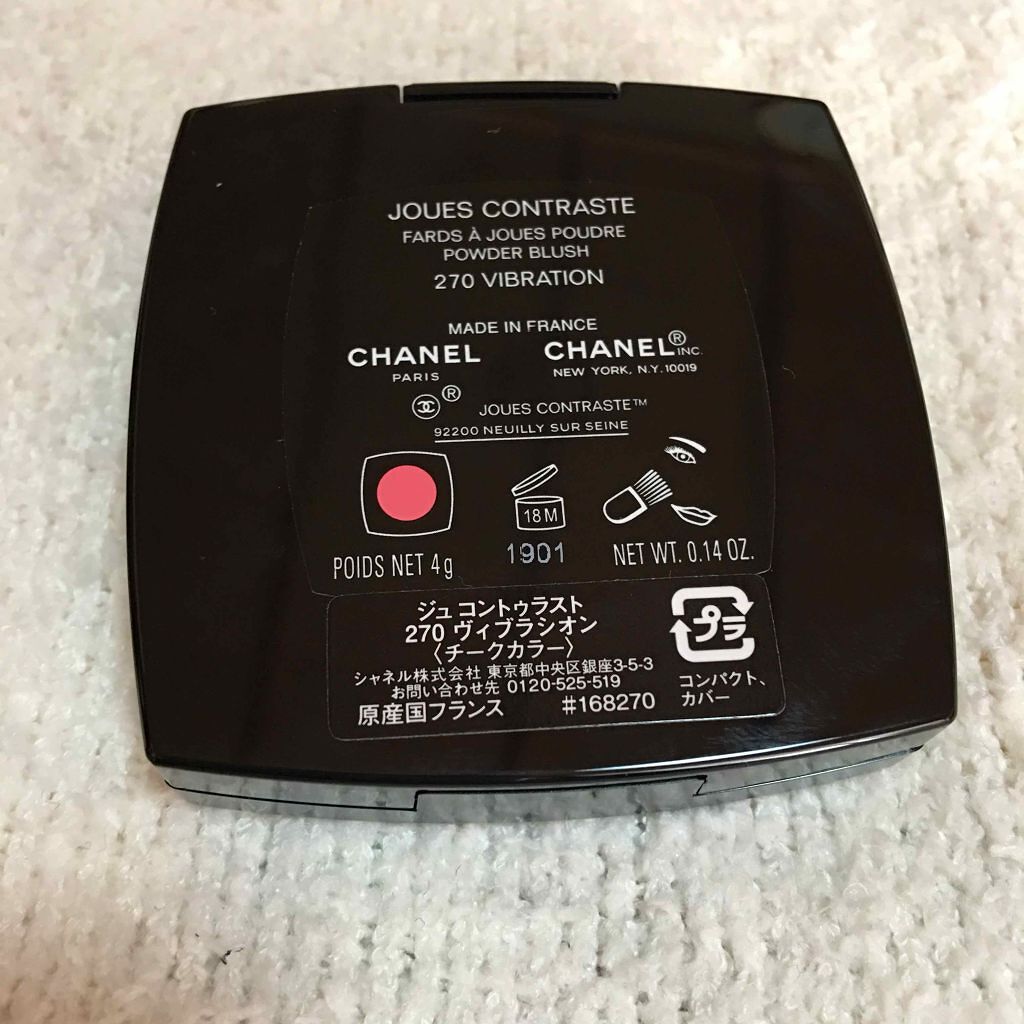 JOUES CONTRASTE
FARDS À JOUES POUDRE
POWDER BLUSH
270 VIBRATION
MADE IN FRANCE
CHANEL CHANEL® INC.
PARIS NEW YORK, N.Y. 10019
® JOUES CONTRASTE™
92200 NEUILLY SUR SEINE
18 M
POIDS NET 4g 1901 NET WT. 0.14 OZ.
ジュ コントゥラスト
270 ヴィブラシオン
〈チークカラー〉
シャネル株式会社 東京都中央区銀座3-5-3
お問い合わせ先 0120-525-519
原産国フランス #168270
プラ
コンパクト、
カバー